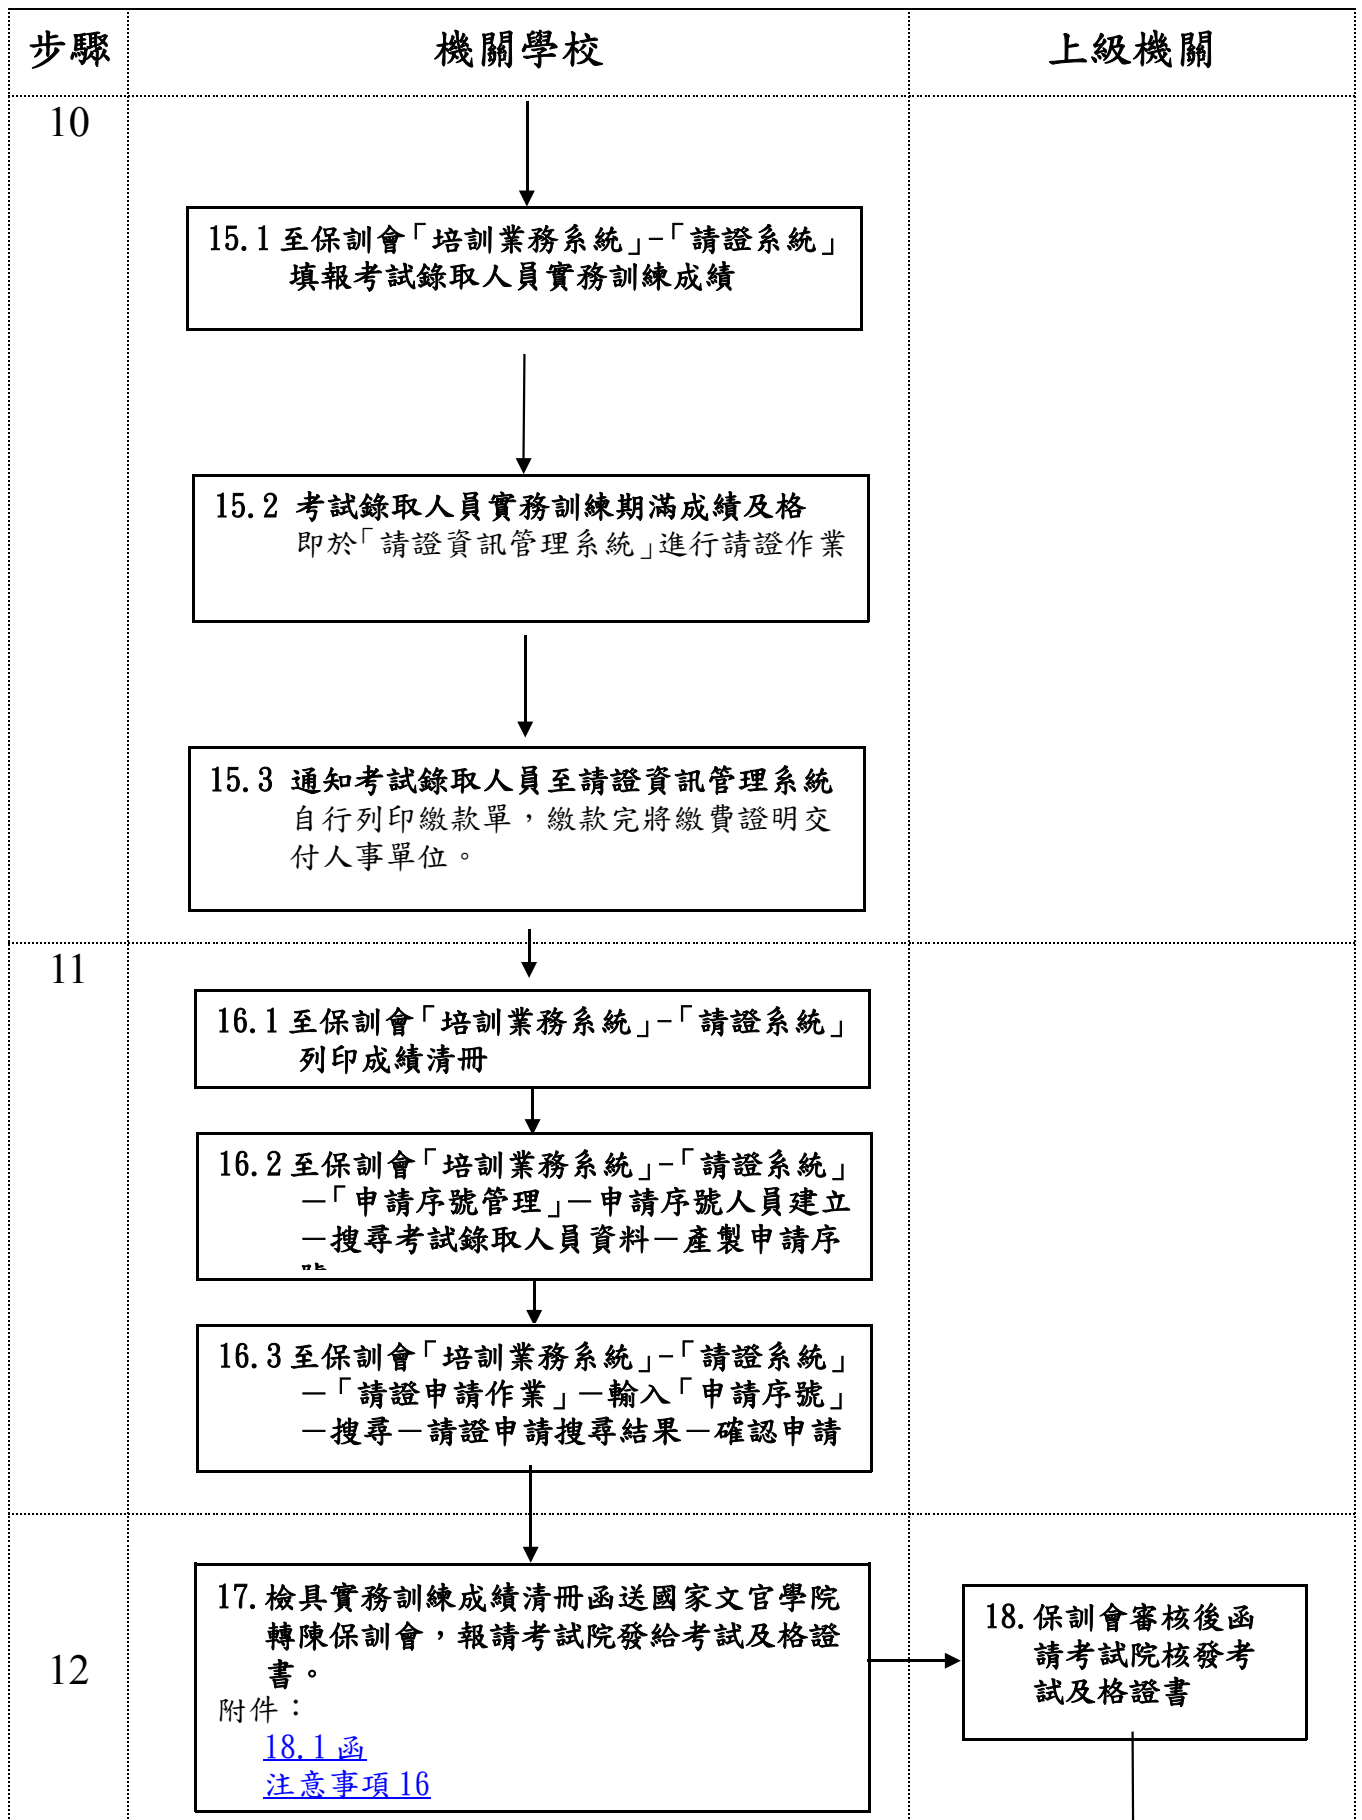 步驟
機關學校
上級機關
10
15.1 至保訓會「培訓業務系統」-「請證系統」
填報考試錄取人員實務訓練成績
15.2 考試錄取人員實務訓練期滿成績及格
即於「請證資訊管理系統」進行請證作業
15.3 通知考試錄取人員至請證資訊管理系統
自行列印繳款單，繳款完將繳費證明交
付人事單位。
11
16.1 至保訓會「培訓業務系統」-「請證系統」
列印成績清冊
16.2 至保訓會「培訓業務系統」-「請證系統」
－「申請序號管理」－申請序號人員建立
－搜尋考試錄取人員資料－產製申請序
16.3 至保訓會「培訓業務系統」-「請證系統」
－「請證申請作業」－輸入「申請序號」
－搜尋－請證申請搜尋結果－確認申請
12
17. 檢具實務訓練成績清冊函送國家文官學院
轉陳保訓會，報請考試院發給考試及格證
書。
附件：
18.1 函
注意事項 16
18. 保訓會審核後函
請考試院核發考
試及格證書